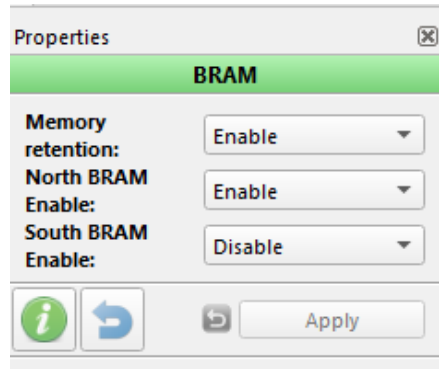 Properties
BRAM
Memory
retention:
Enable
North BRAM
Enable:
Enable
South BRAM
Enable:
Disable
Apply